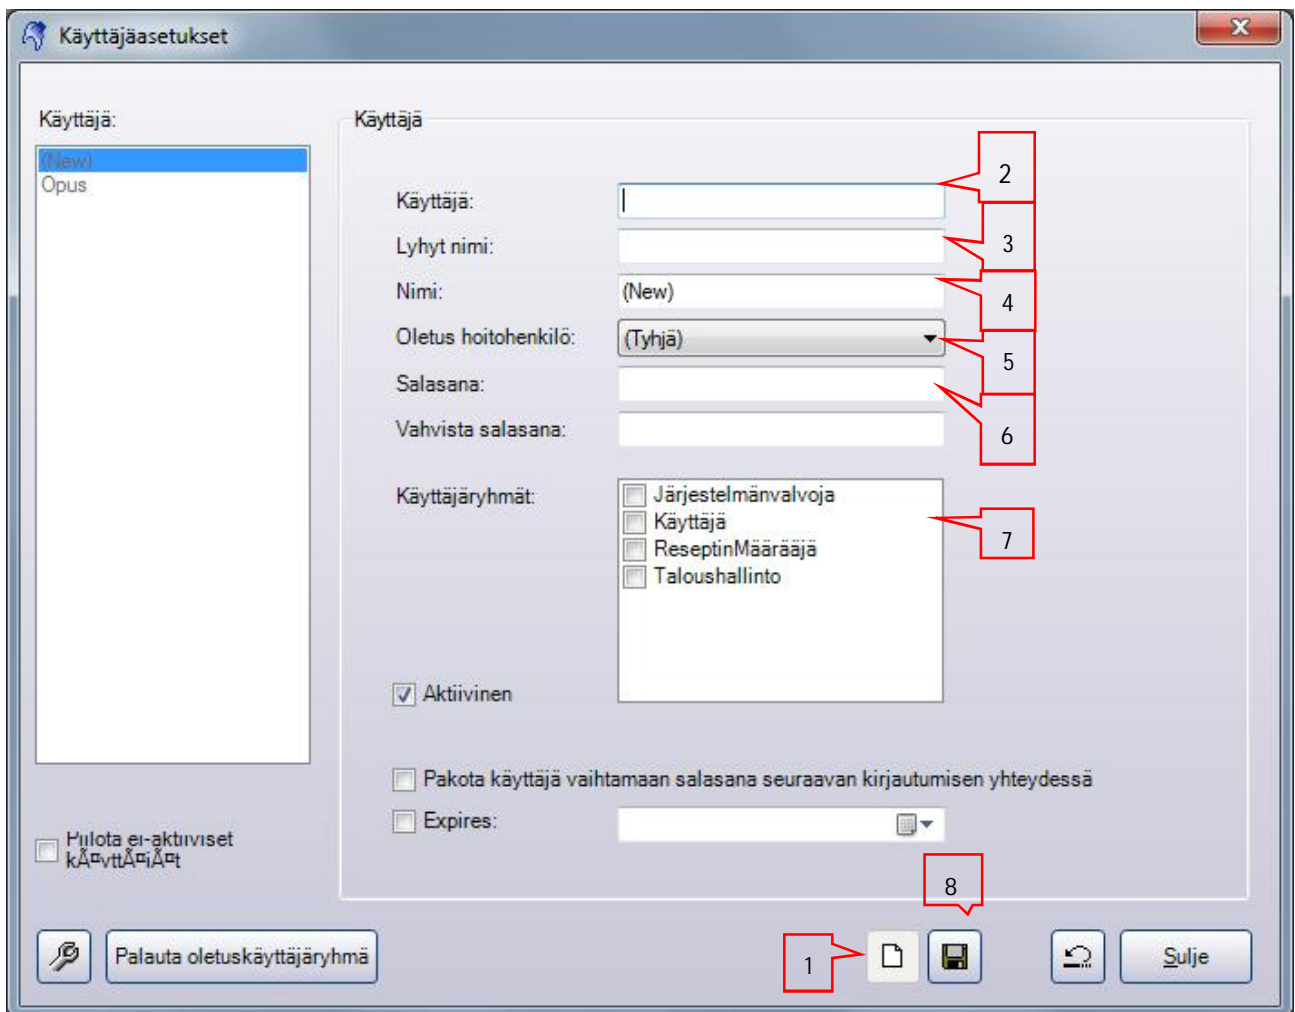 Käyttäjäasetukset
Käyttäjä:
(New)
Opus
Käyttäjä
Käyttäjä:
2
Lyhyt nimi:
3
Nimi:
(New)
4
Oletus hoitohenkilö:
(Tyhjä)
5
Salasana:
6
Vahvista salasana:
Käyttäjäryhmät:
Järjestelmänvalvoja
Käyttäjä
ReseptinMäärääjä
Taloushallinto
7
Aktiivinen
Pakota käyttäjä vaihtamaan salasana seuraavan kirjautumisen yhteydessä
Expires:
Piilota ei-aktiiviset
kÃ¤yttÃ¤jÃ¤t
8
Palauta oletuskäyttäjäryhmä
1
Sulje